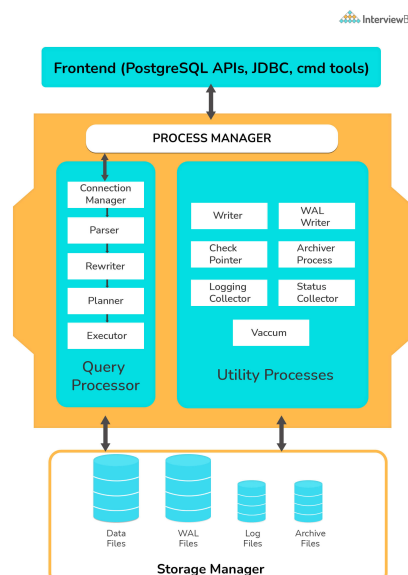 InterviewB
Frontend (PostgreSQL APIs, JDBC, cmd tools)
PROCESS MANAGER
Connection
Manager
Parser
Rewriter
Planner
Executor
Query
Processor
Writer
WAL
Writer
Check
Pointer
Archiver
Process
Logging
Collector
Status
Collector
Vaccum
Utility Processes
Data
Files
WAL
Files
Log
Files
Archive
Files
Storage Manager